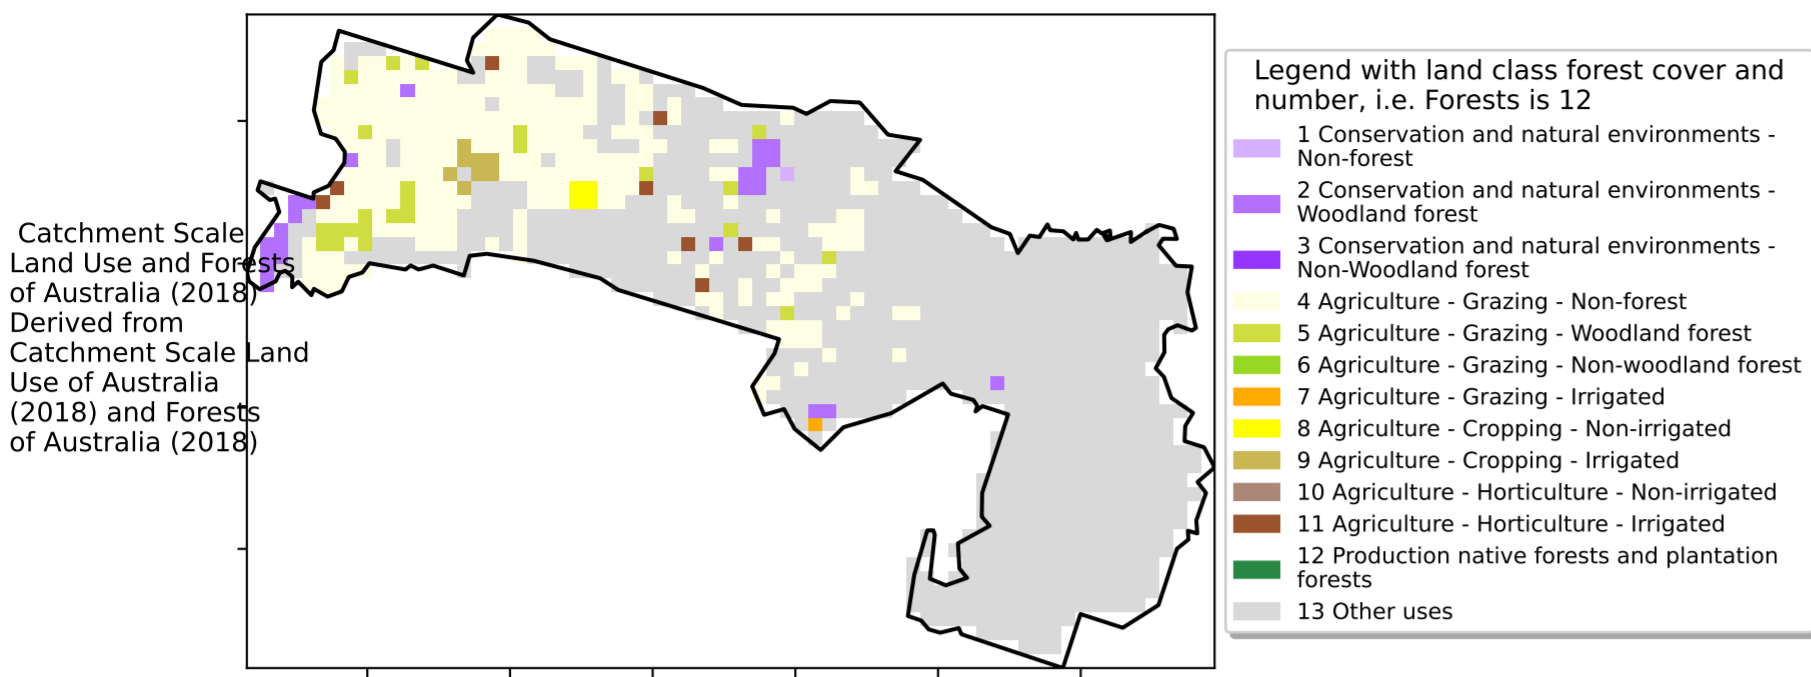 Catchment Scale
Land Use and Forests
of Australia (2018)
Derived from
Catchment Scale Land
Use of Australia
(2018) and Forests
of Australia (2018)
Legend with land class forest cover and
number, i.e. Forests is 12
1 Conservation and natural environments -
Non-forest
2 Conservation and natural environments -
Woodland forest
3 Conservation and natural environments -
Non-Woodland forest
4 Agriculture - Grazing - Non-forest
5 Agriculture - Grazing - Woodland forest
6 Agriculture - Grazing - Non-woodland forest
7 Agriculture - Grazing - Irrigated
8 Agriculture - Cropping - Non-irrigated
9 Agriculture - Cropping - Irrigated
10 Agriculture - Horticulture - Non-irrigated
11 Agriculture - Horticulture - Irrigated
12 Production native forests and plantation
forests
13 Other uses